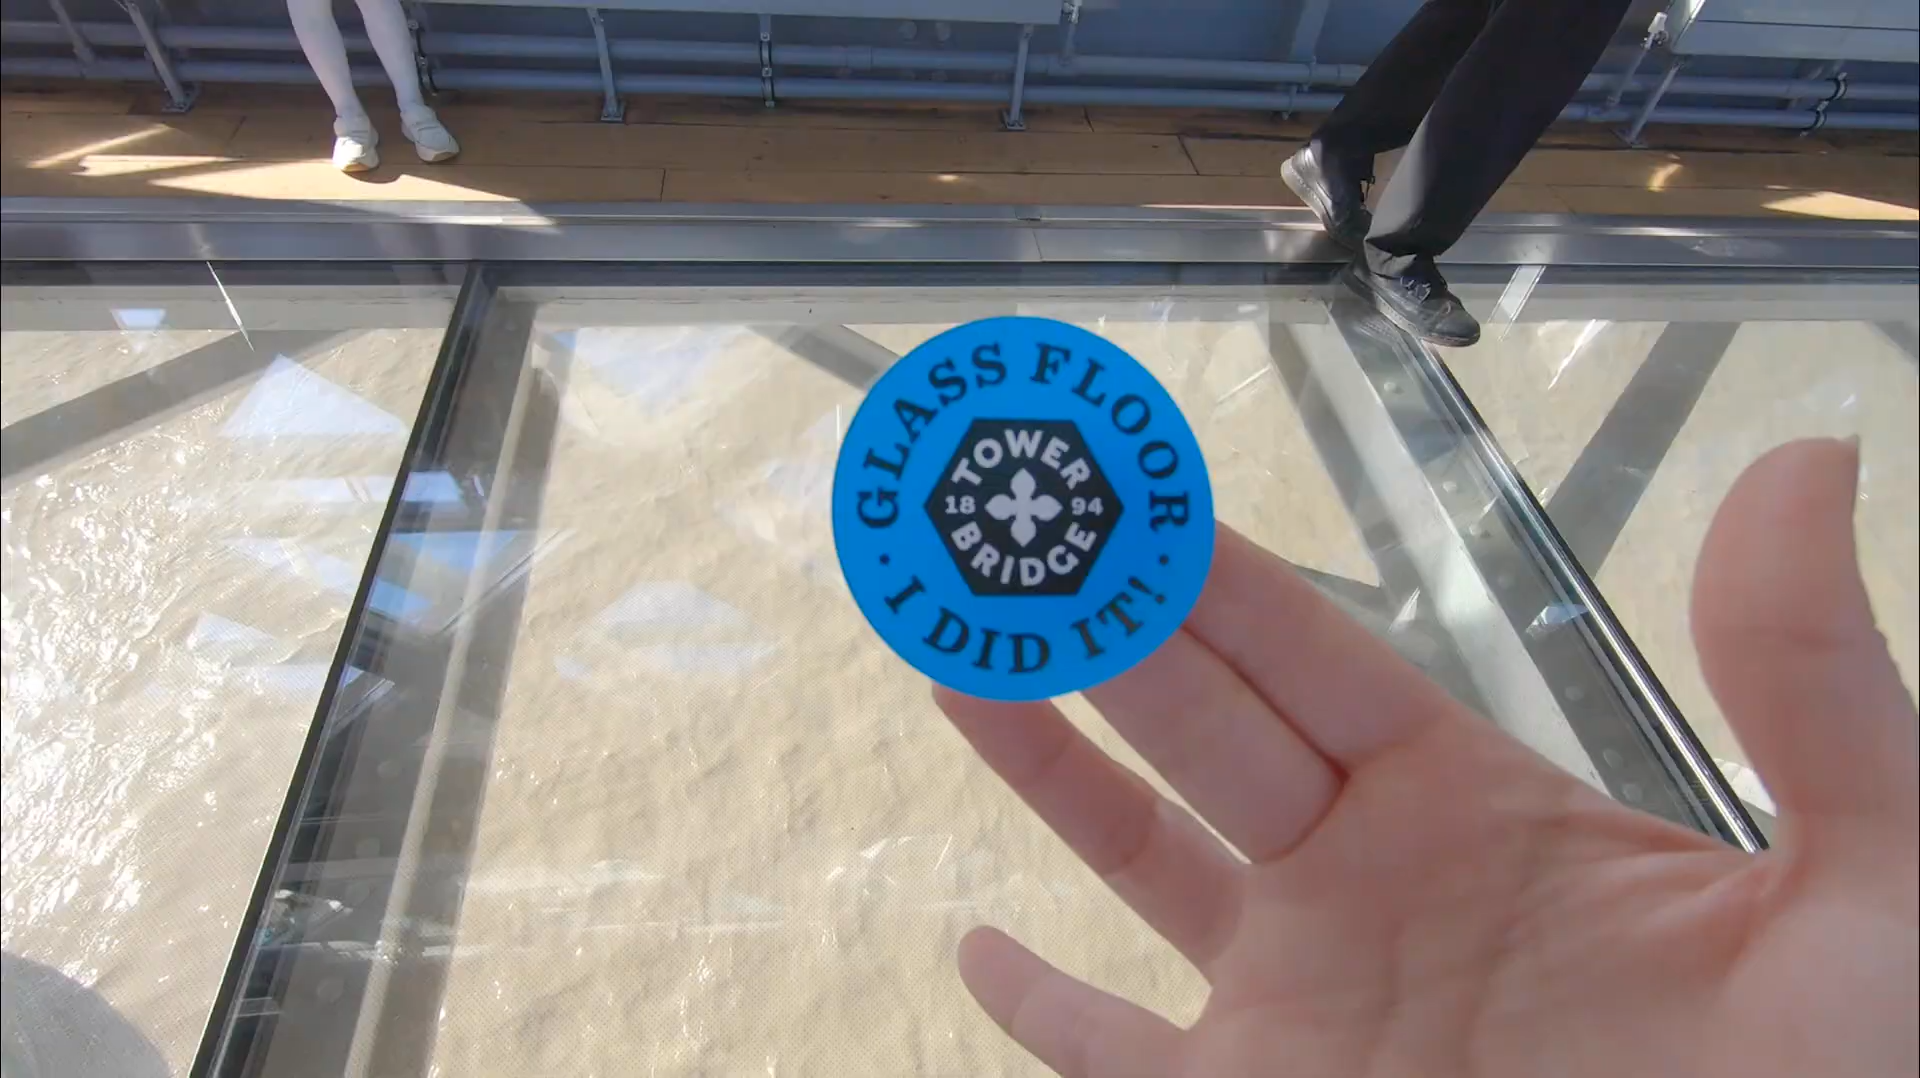 GLASS FLOOR
TOWER
18 94
BRIDGE
· I DID IT! ·